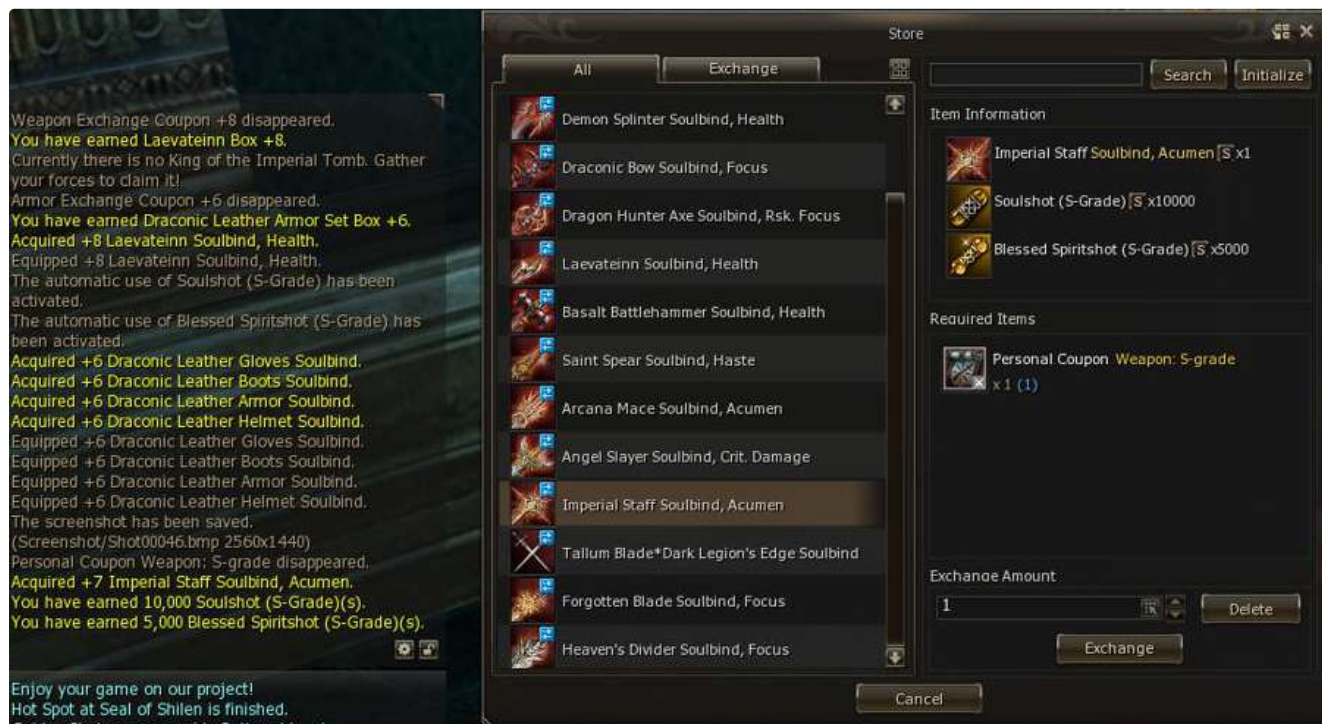 Weapon Exchange Coupon +8 disappeared.
You have earned Laevateinn Box +8.
Currently there is no King of the Imperial Tomb. Gather
your forces to claim it!
Armor Exchange Coupon +6 disappeared.
You have earned Draconic Leather Armor Set Box +6.
Acquired +8 Laevateinn Soulbind, Health.
Equipped +8 Laevateinn Soulbind, Health.
The automatic use of Soulshot (S-Grade) has been
activated.
The automatic use of Blessed Spiritshot (S-Grade) has
been activated.
Acquired +6 Draconic Leather Gloves Soulbind.
Acquired +6 Draconic Leather Boots Soulbind.
Acquired +6 Draconic Leather Armor Soulbind.
Acquired +6 Draconic Leather Helmet Soulbind.
Equipped +6 Draconic Leather Gloves Soulbind.
Equipped +6 Draconic Leather Boots Soulbind.
Equipped +6 Draconic Leather Armor Soulbind.
Equipped +6 Draconic Leather Helmet Soulbind.
The screenshot has been saved.
(Screenshot/Shot00046.bmp 2560x1440)
Personal Coupon Weapon: S-grade disappeared.
Acquired +7 Imperial Staff Soulbind, Acumen.
You have earned 10,000 Soulshot (S-Grade)(s).
You have earned 5,000 Blessed Spiritshot (S-Grade)(s).
Enjoy your game on our project!
Hot Spot at Seal of Shilen is finished.
Store
All
Exchange
Demon Splinter Soulbind, Health
Draconic Bow Soulbind, Focus
Dragon Hunter Axe Soulbind, Rsk. Focus
Laevateinn Soulbind, Health
Basalt Battlehammer Soulbind, Health
Saint Spear Soulbind, Haste
Arcana Mace Soulbind, Acumen
Angel Slayer Soulbind, Crit. Damage
Imperial Staff Soulbind, Acumen
Tallum Blade*Dark Legion's Edge Soulbind
Forgotten Blade Soulbind, Focus
Heaven's Divider Soulbind, Focus
Search
Initialize
Item Information
Imperial Staff Soulbind, Acumen S x1
Soulshot (S-Grade) S x10000
Blessed Spiritshot (S-Grade) S x5000
Required Items
Personal Coupon Weapon: S-grade
x 1 (1)
Exchange Amount
1
Delete
Exchange
Cancel